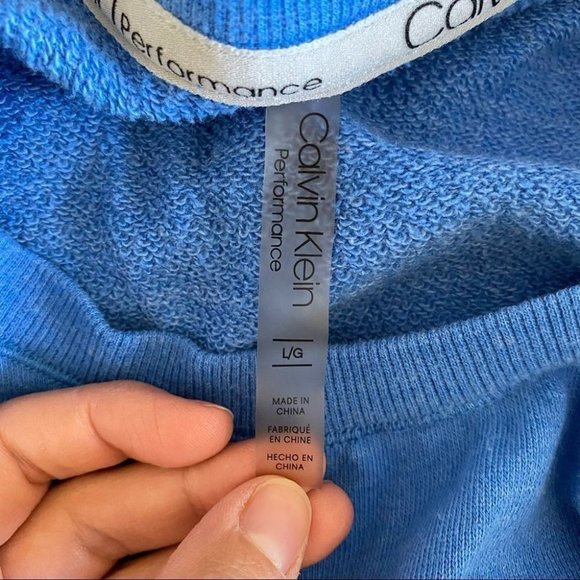 / Performance
Calvin Klein
Performance
L/G
MADE IN
CHINA
FABRIQUÉ
EN CHINE
HECHO EN
CHINA